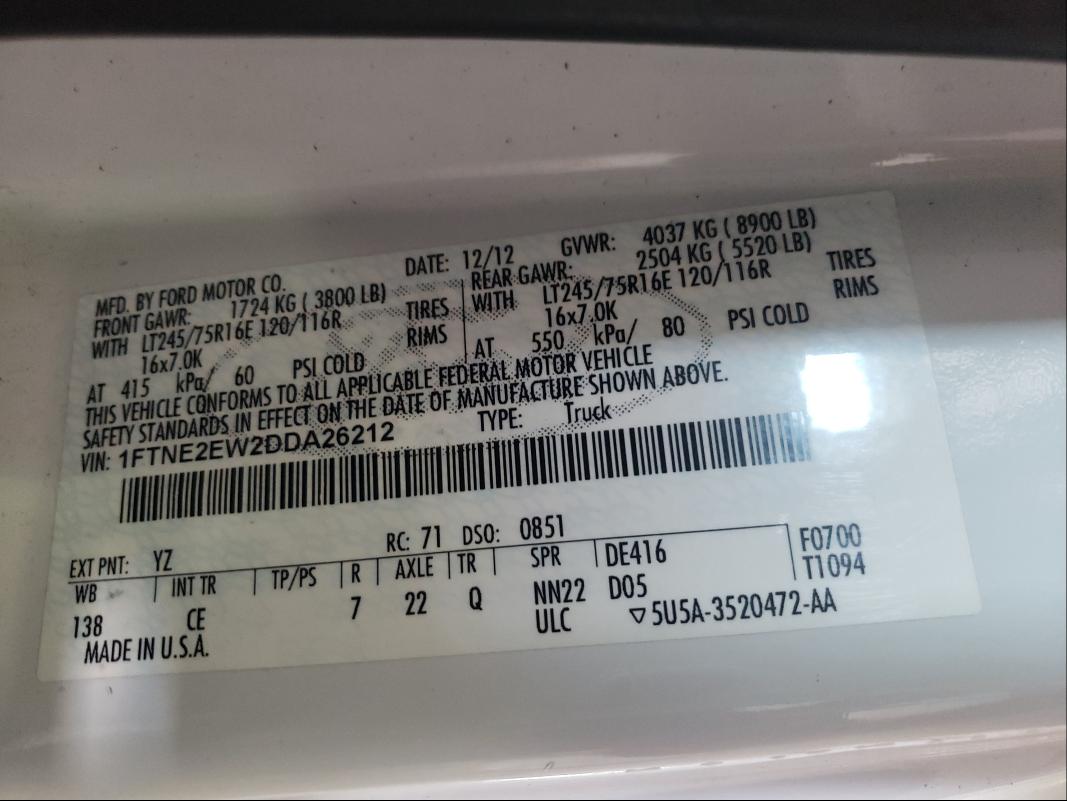 MFD. BY FORD MOTOR CO. DATE: 12/12 GVWR: 4037 KG ( 8900 LB)
FRONT GAWR: 1724 KG ( 3800 LB) REAR GAWR: 2504 KG ( 5520 LB)
WITH LT245/75R16E 120/116R TIRES WITH LT245/75R16E 120/116R TIRES
16x7.0K RIMS 16x7.0K RIMS
AT 415 kPa/ 60 PSI COLD AT 550 kPa/ 80 PSI COLD
THIS VEHICLE CONFORMS TO ALL APPLICABLE FEDERAL MOTOR VEHICLE
SAFETY STANDARDS IN EFFECT ON THE DATE OF MANUFACTURE SHOWN ABOVE.
VIN: 1FTNE2EW2DDA26212 TYPE: Truck
EXT PNT: YZ RC: 71 DSO: 0851
WB INT TR TP/PS R AXLE TR SPR DE416 F0700
138 CE 7 22 Q NN22 D05 T1094
MADE IN U.S.A. ULC ▽5U5A-3520472-AA